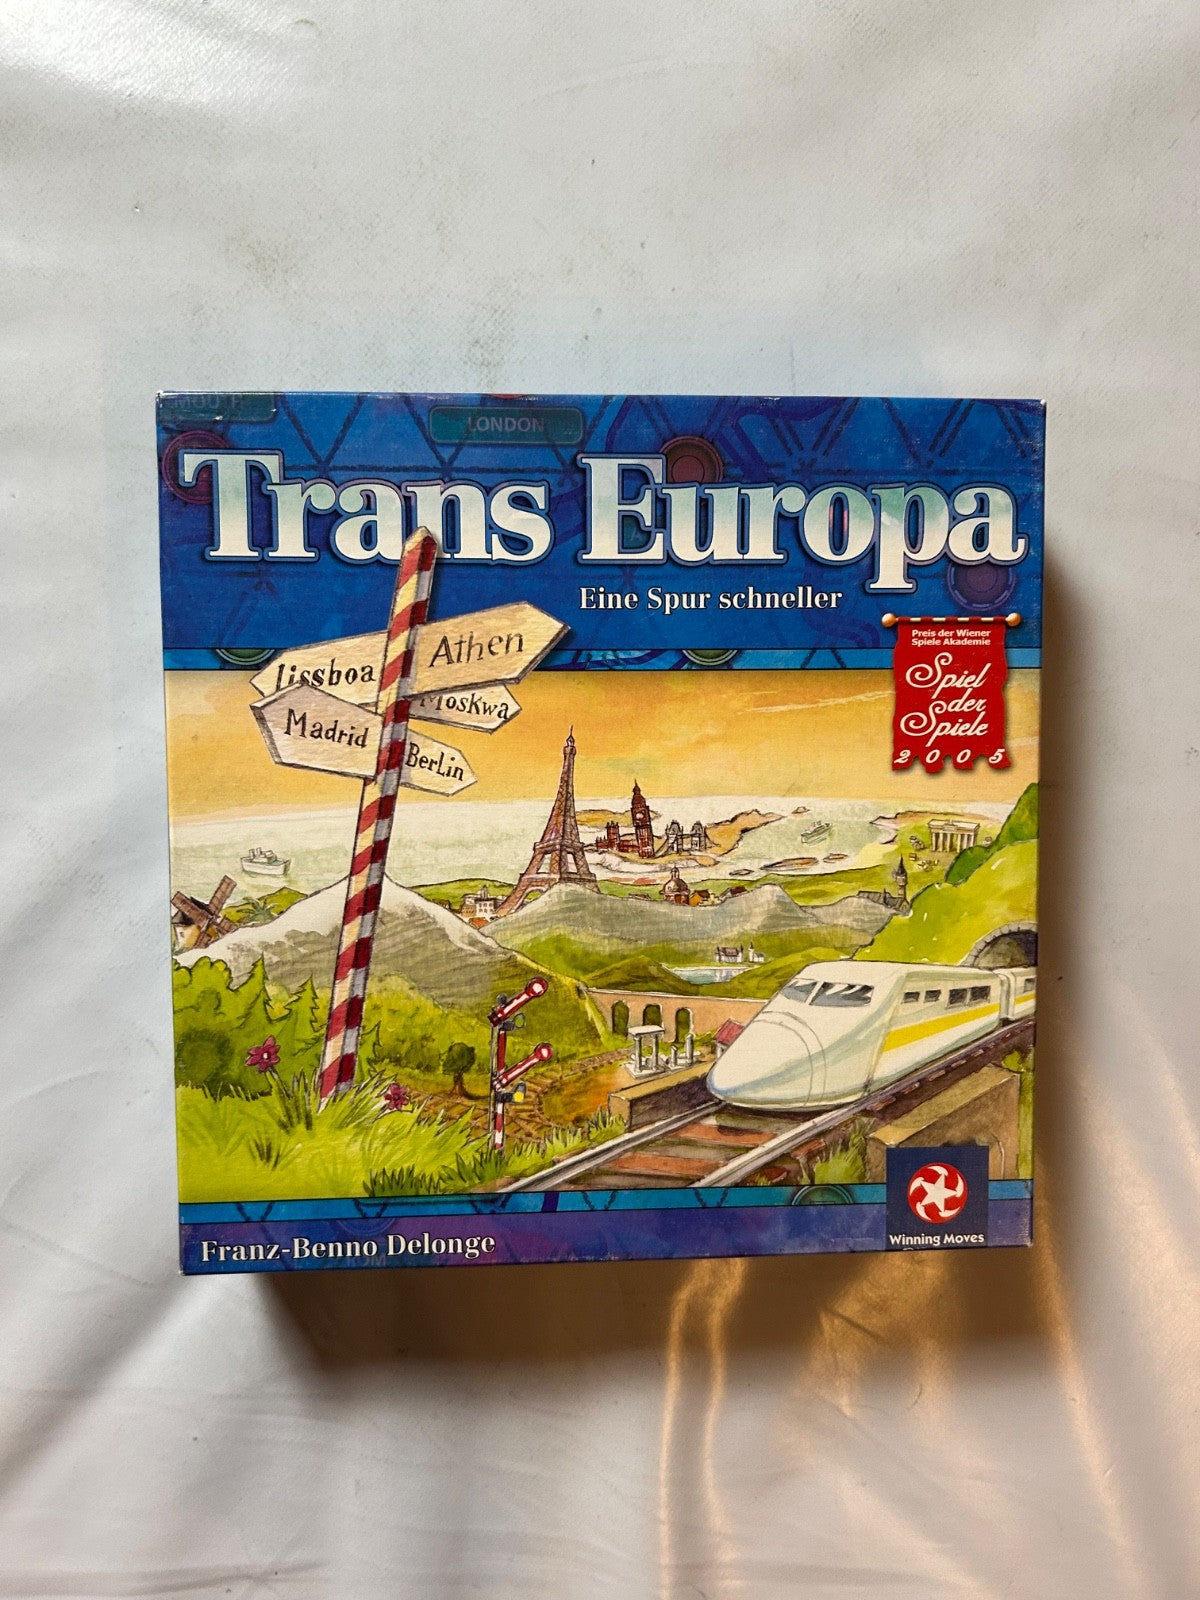 LONDON
Trans Europa
Eine Spur schneller
Preis der Wiener
Spiele Akademie
Spiel
der
Spiele
2005
Athen
Lissboa
Moskwa
Madrid
Berlin
Franz-Benno Delonge
Winning Moves